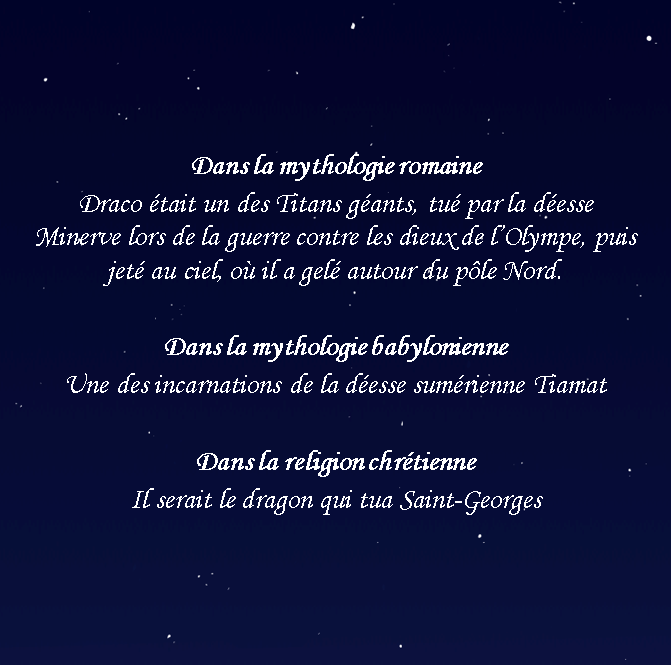 Dans la mythologie romaine
Draco était un des Titans géants, tué par la déesse
Minerve lors de la guerre contre les dieux de l'Olympe, puis
jeté au ciel, où il a gelé autour du pôle Nord.
Dans la mythologie babylonienne
Une des incarnations de la déesse sumérienne Tiamat
Dans la religion chrétienne
Il serait le dragon qui tua Saint-Georges